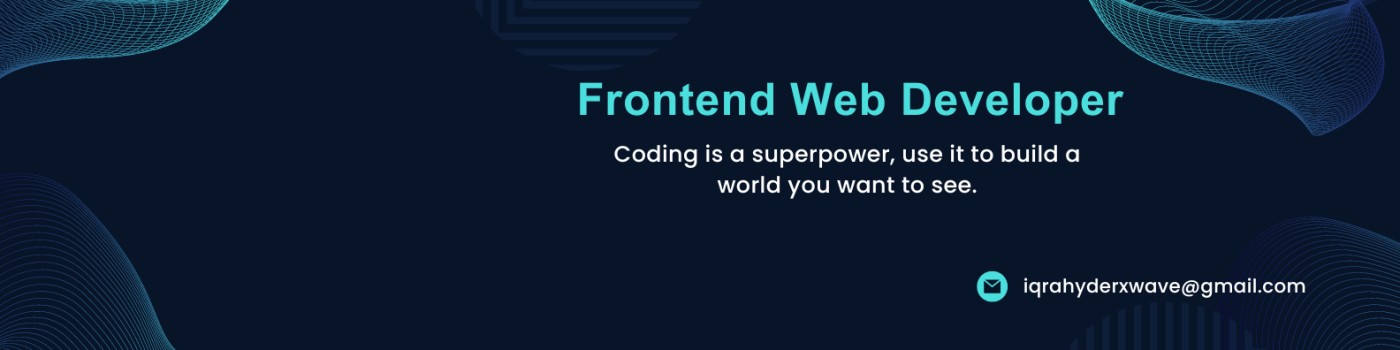 Frontend Web Developer
Coding is a superpower, use it to build a
world you want to see.
iqrahyderxwave@gmail.com